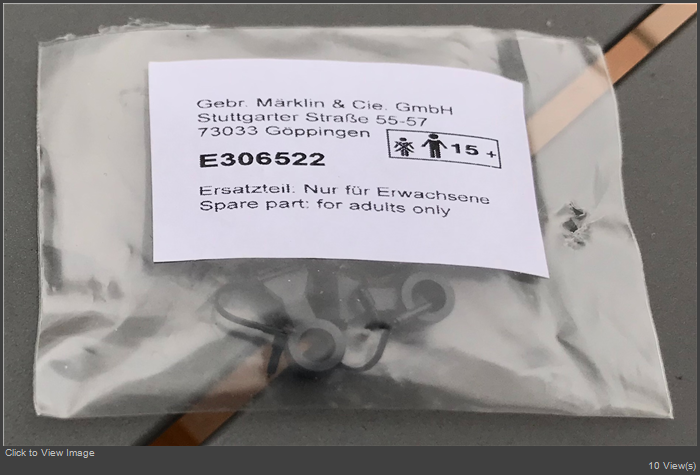 Gebr. Märklin & Cie. GmbH
Stuttgarter Straße 55-57
73033 Göppingen
15 +
E306522
Ersatzteil. Nur für Erwachsene
Spare part: for adults only
Click to View Image
10 View(s)